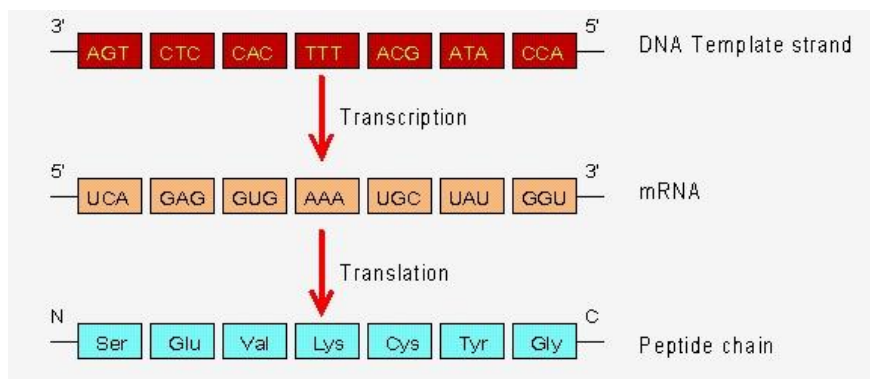 3' 5'
AGT CTC CAC TTT ACG ATA CCA DNA Template strand
Transcription
5' 3'
UCA GAG GUG AAA UGC UAU GGU mRNA
Translation
N C
Ser Glu Val Lys Cys Tyr Gly Peptide chain